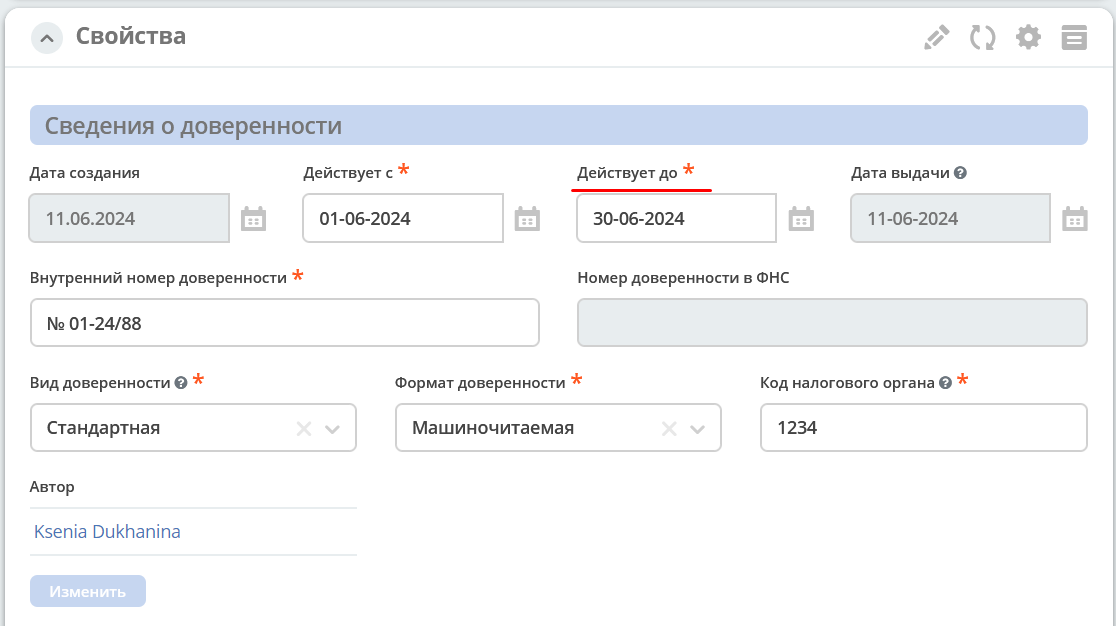 Свойства
Сведения о доверенности
Дата создания
Действует с *
Действует до *
Дата выдачи ?
11.06.2024
01-06-2024
30-06-2024
11-06-2024
Внутренний номер доверенности *
Номер доверенности в ФНС
№ 01-24/88
Вид доверенности ? *
Формат доверенности *
Код налогового органа ? *
Стандартная
Машиночитаемая
1234
Автор
Ksenia Dukhanina
Изменить